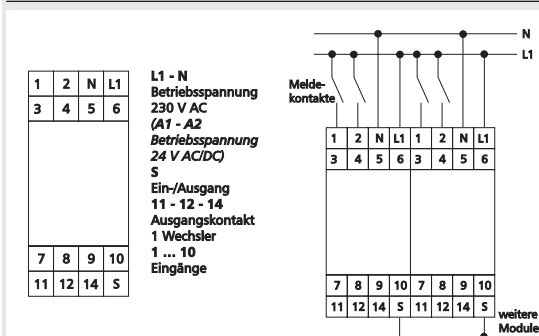 1 2 N L1
3 4 5 6
7 8 9 10
11 12 14 S
L1 - N
Betriebsspannung
230 V AC
(A1 - A2
Betriebsspannung
24 V AC/DC)
S
Ein-/Ausgang
11 - 12 - 14
Ausgangskontakt
1 Wechsler
1 ... 10
Eingänge
N
L1
Melde-
kontakte
1 2 N L1 1 2 N L1
3 4 5 6 3 4 5 6
7 8 9 10 7 8 9 10
11 12 14 S 11 12 14 S
weitere
Module